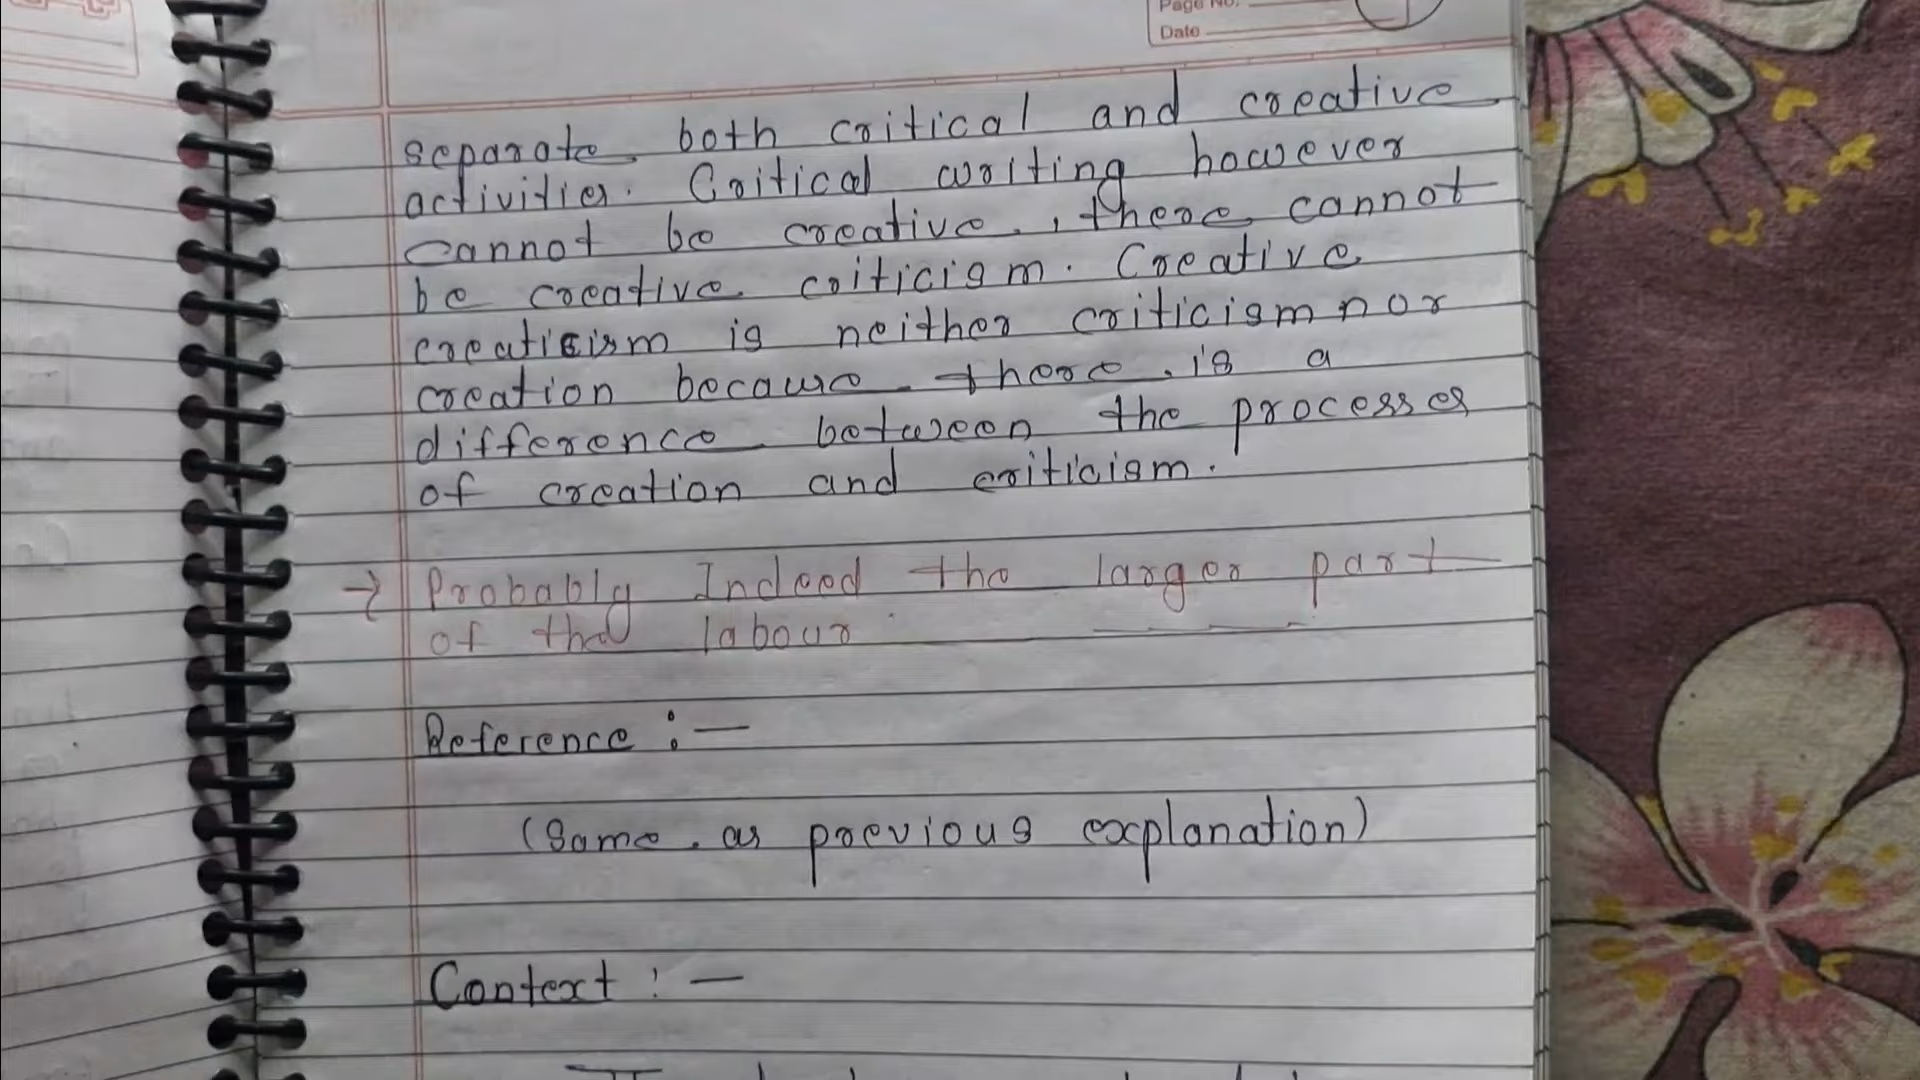 Page No.
Date
separate both critical and creative
activities. Critical writing however
cannot be creative, there cannot
be creative criticism. Creative
creaticism is neither criticism nor
creation because there is a
difference between the processes
of creation and criticism.
→ Probably Indeed the larger part
of the labour
Reference :-
(Same as previous explanation)
Context :-